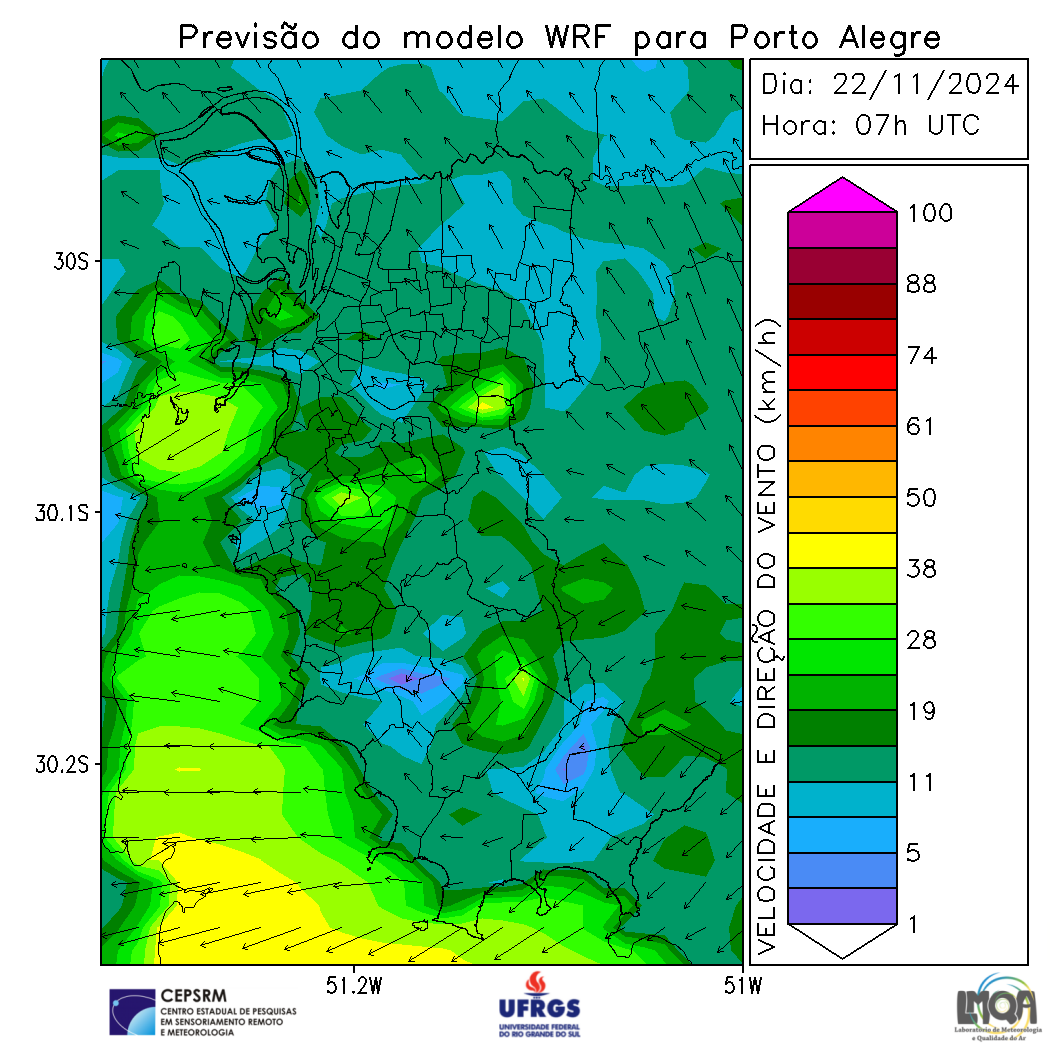 Previsão do modelo WRF para Porto Alegre
Dia: 22/11/2024
Hora: 07h UTC
30S
30.1S
30.2S
51.2W
51W
VELOCIDADE E DIREÇÃO DO VENTO (km/h)
100
88
74
61
50
38
28
19
11
5
1
CEPSRM
CENTRO ESTADUAL DE PESQUISAS
EM SENSORIAMENTO REMOTO
E METEOROLOGIA
UFRGS
UNIVERSIDADE FEDERAL
DO RIO GRANDE DO SUL
LMQA
Laboratório de Meteorologia
e Qualidade do Ar